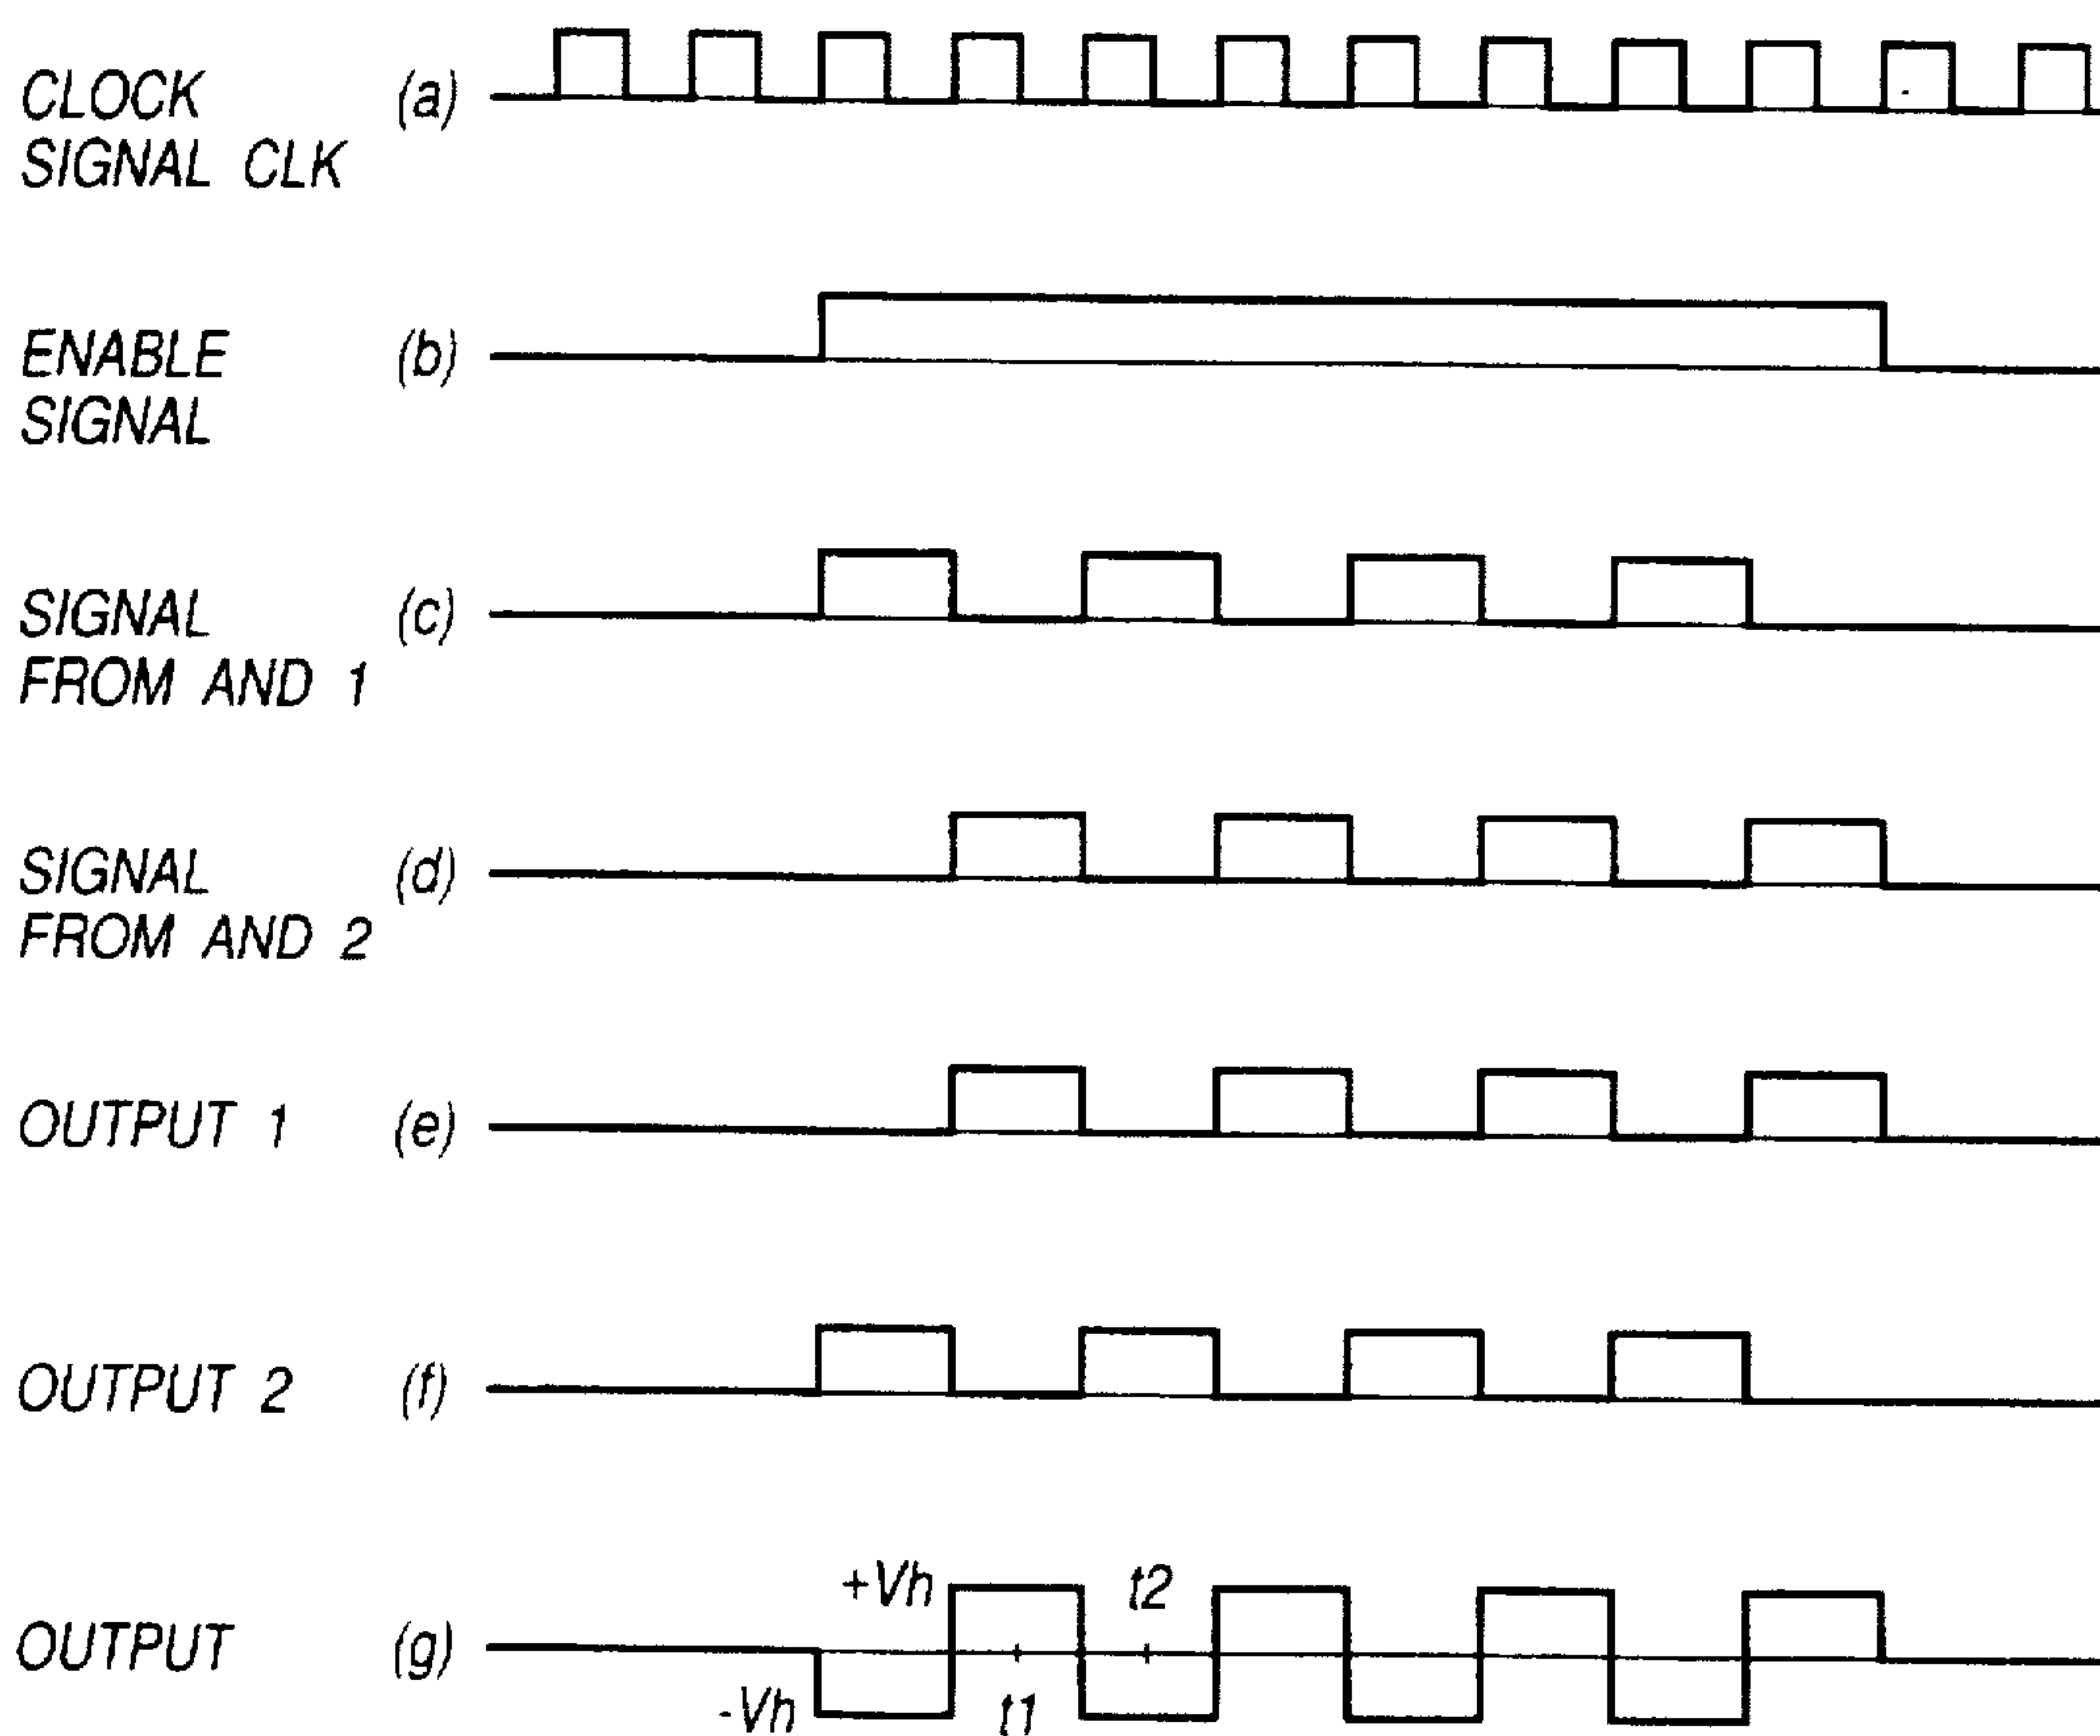 CLOCK (a)
SIGNAL CLK
ENABLE (b)
SIGNAL
SIGNAL (c)
FROM AND 1
SIGNAL (d)
FROM AND 2
OUTPUT 1 (e)
OUTPUT 2 (f)
+Vh t2
OUTPUT (g)
-Vh t1